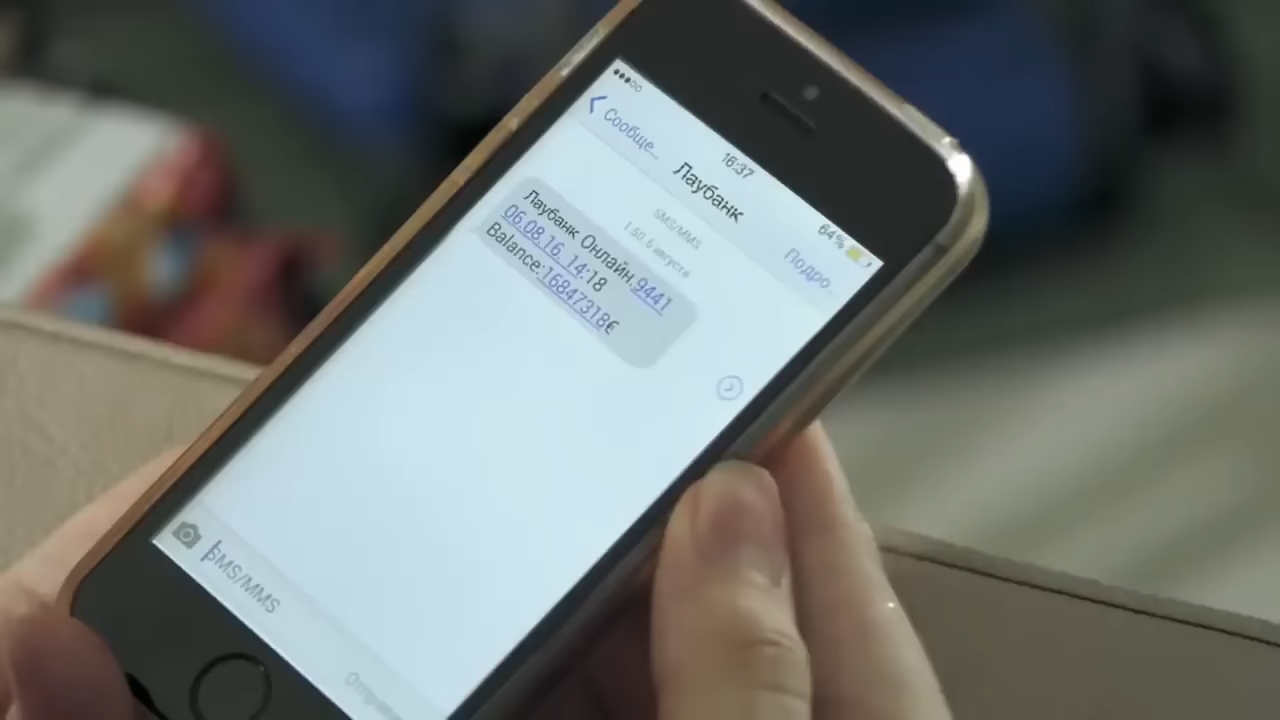 16:37
64%
Сообще...
Лаубанк
Подро...
SMS/MMS
августа
Лаубанк Онлайн.9441
06.08.16. 14:18
Balance:16847318€
SMS/MMS